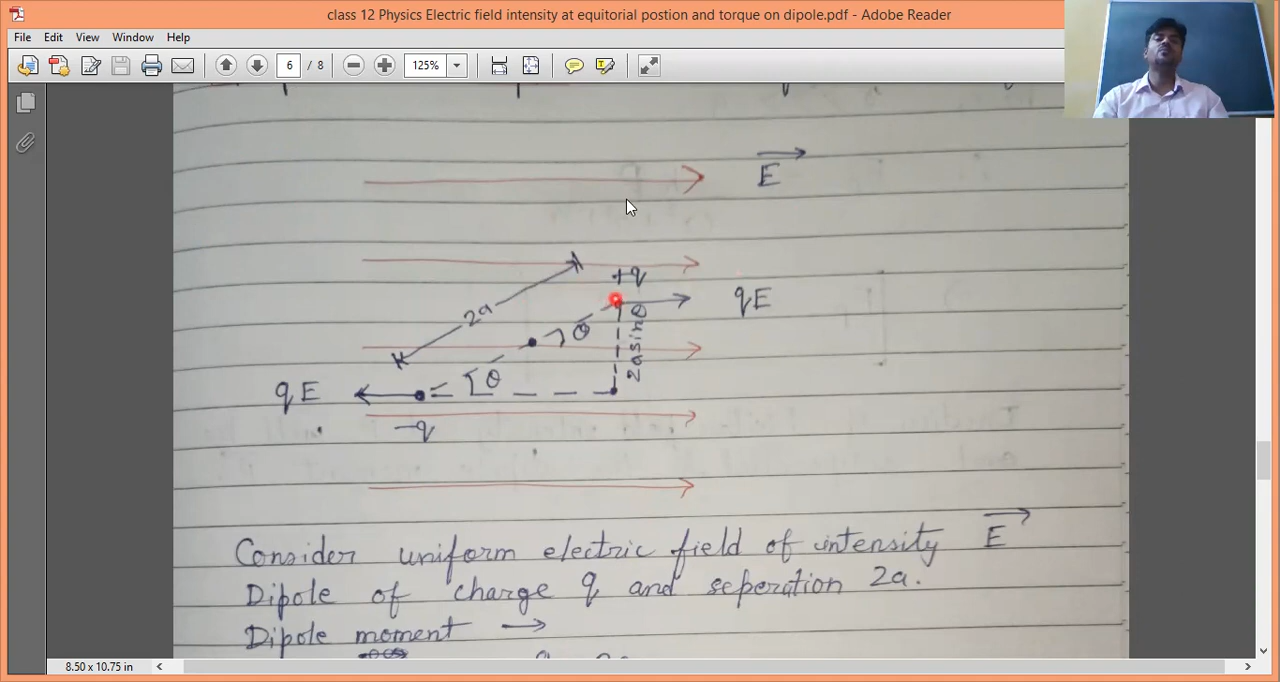 class 12 Physics Electric field intensity at equitorial postion and torque on dipole.pdf - Adobe Reader
File Edit View Window Help
6 / 8 125%
E
2a
+q
qE
θ
2a sinθ
θ
qE
-q
Consider uniform electric field of intensity E
Dipole of charge q and seperation 2a.
Dipole moment →
8.50 x 10.75 in